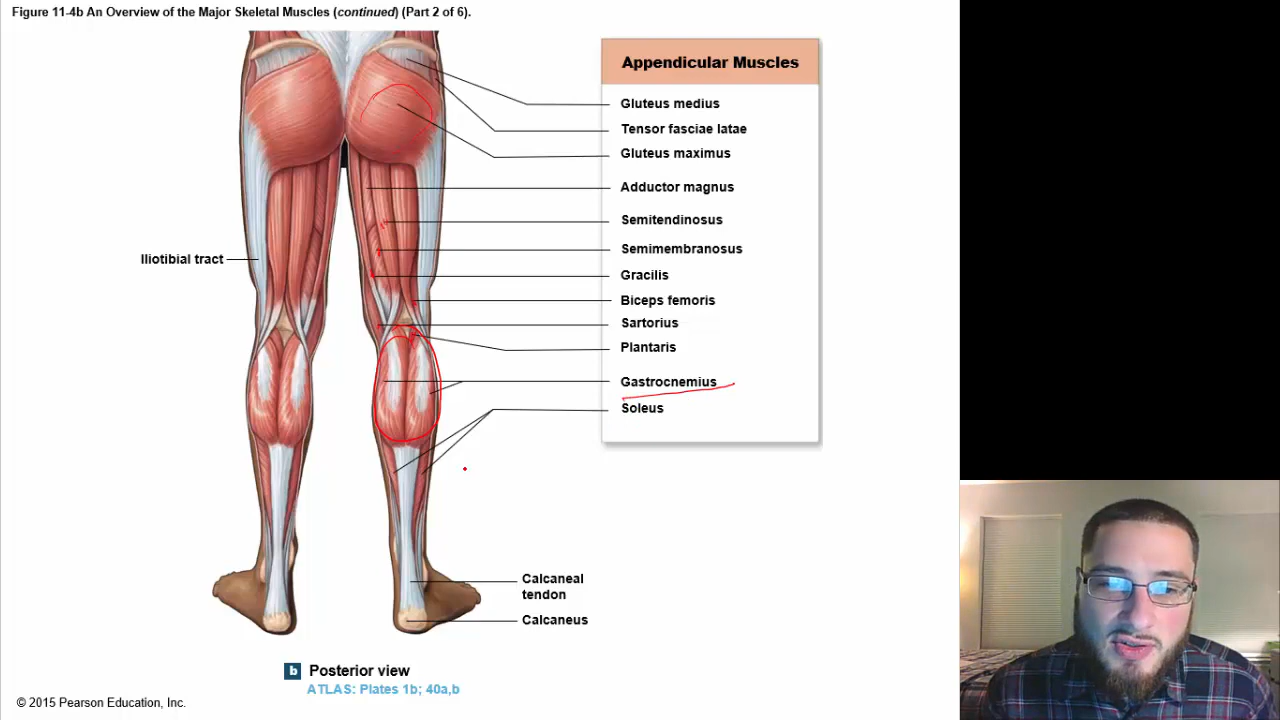 Figure 11-4b An Overview of the Major Skeletal Muscles (continued) (Part 2 of 6).
Appendicular Muscles
Gluteus medius
Tensor fasciae latae
Gluteus maximus
Adductor magnus
Semitendinosus
Semimembranosus
Iliotibial tract
Gracilis
Biceps femoris
Sartorius
Plantaris
Gastrocnemius
Soleus
Calcaneal
tendon
Calcaneus
b Posterior view
ATLAS: Plates 1b; 40a,b
© 2015 Pearson Education, Inc.